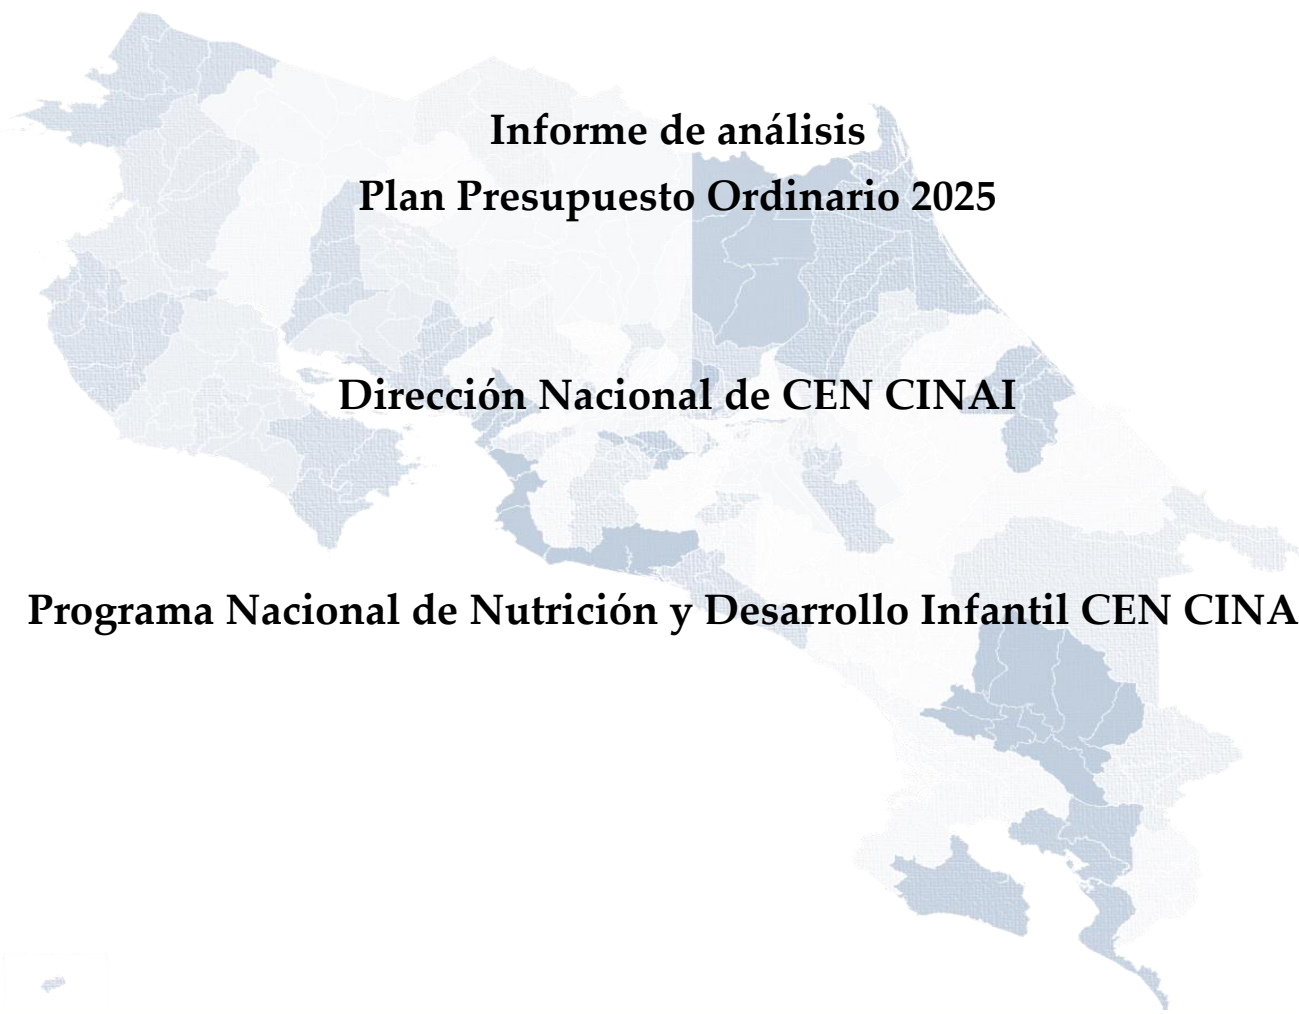 Informe de análisis
Plan Presupuesto Ordinario 2025
Dirección Nacional de CEN CINAI
Programa Nacional de Nutrición y Desarrollo Infantil CEN CINA